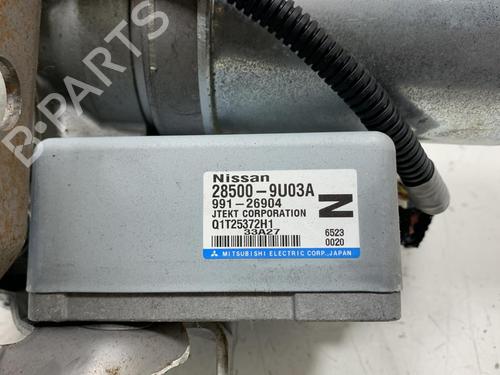 B-PARTS
Nissan
28500-9U03A
991-26904
JTEKT CORPORATION
Q1T25372H1
N
33A27
6523
0020
MITSUBISHI ELECTRIC CORP., JAPAN